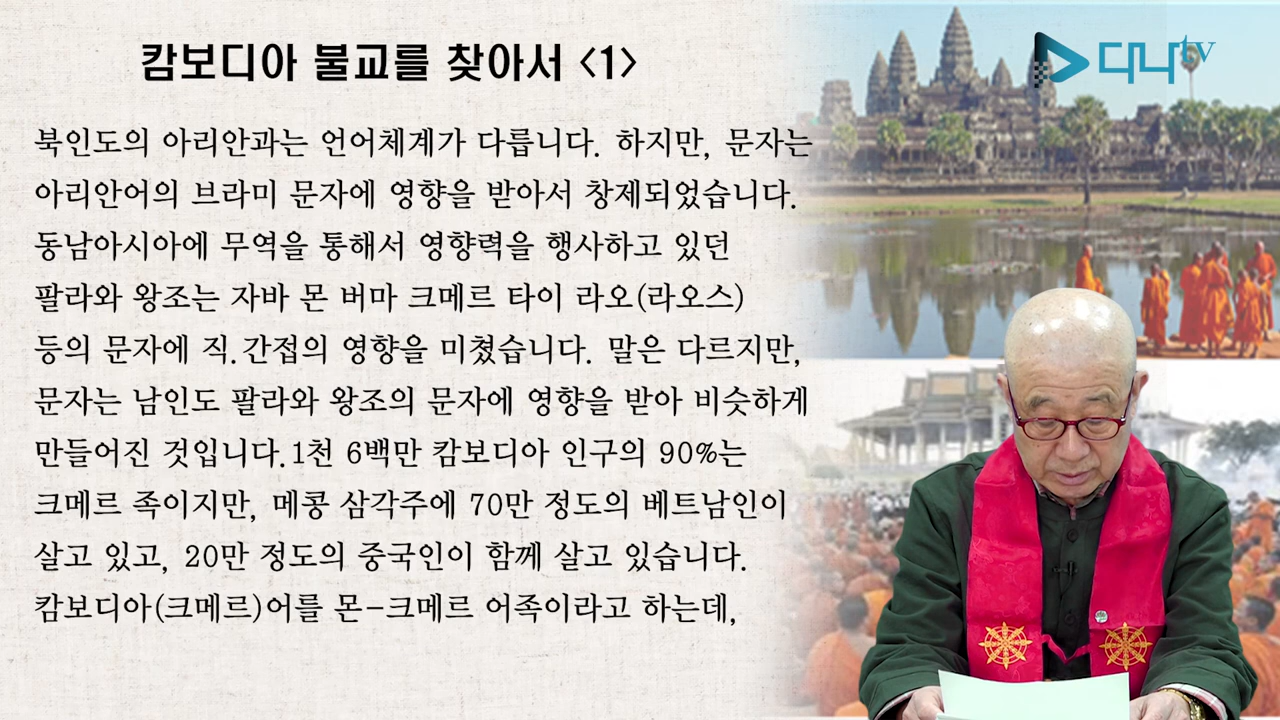 캄보디아 불교를 찾아서 <1>
다나tv
북인도의 아리안과는 언어체계가 다릅니다. 하지만, 문자는
아리안어의 브라미 문자에 영향을 받아서 창제되었습니다.
동남아시아에 무역을 통해서 영향력을 행사하고 있던
팔라와 왕조는 자바 몬 버마 크메르 타이 라오(라오스)
등의 문자에 직.간접의 영향을 미쳤습니다. 말은 다르지만,
문자는 남인도 팔라와 왕조의 문자에 영향을 받아 비슷하게
만들어진 것입니다.1천 6백만 캄보디아 인구의 90%는
크메르 족이지만, 메콩 삼각주에 70만 정도의 베트남인이
살고 있고, 20만 정도의 중국인이 함께 살고 있습니다.
캄보디아(크메르)어를 몬-크메르 어족이라고 하는데,